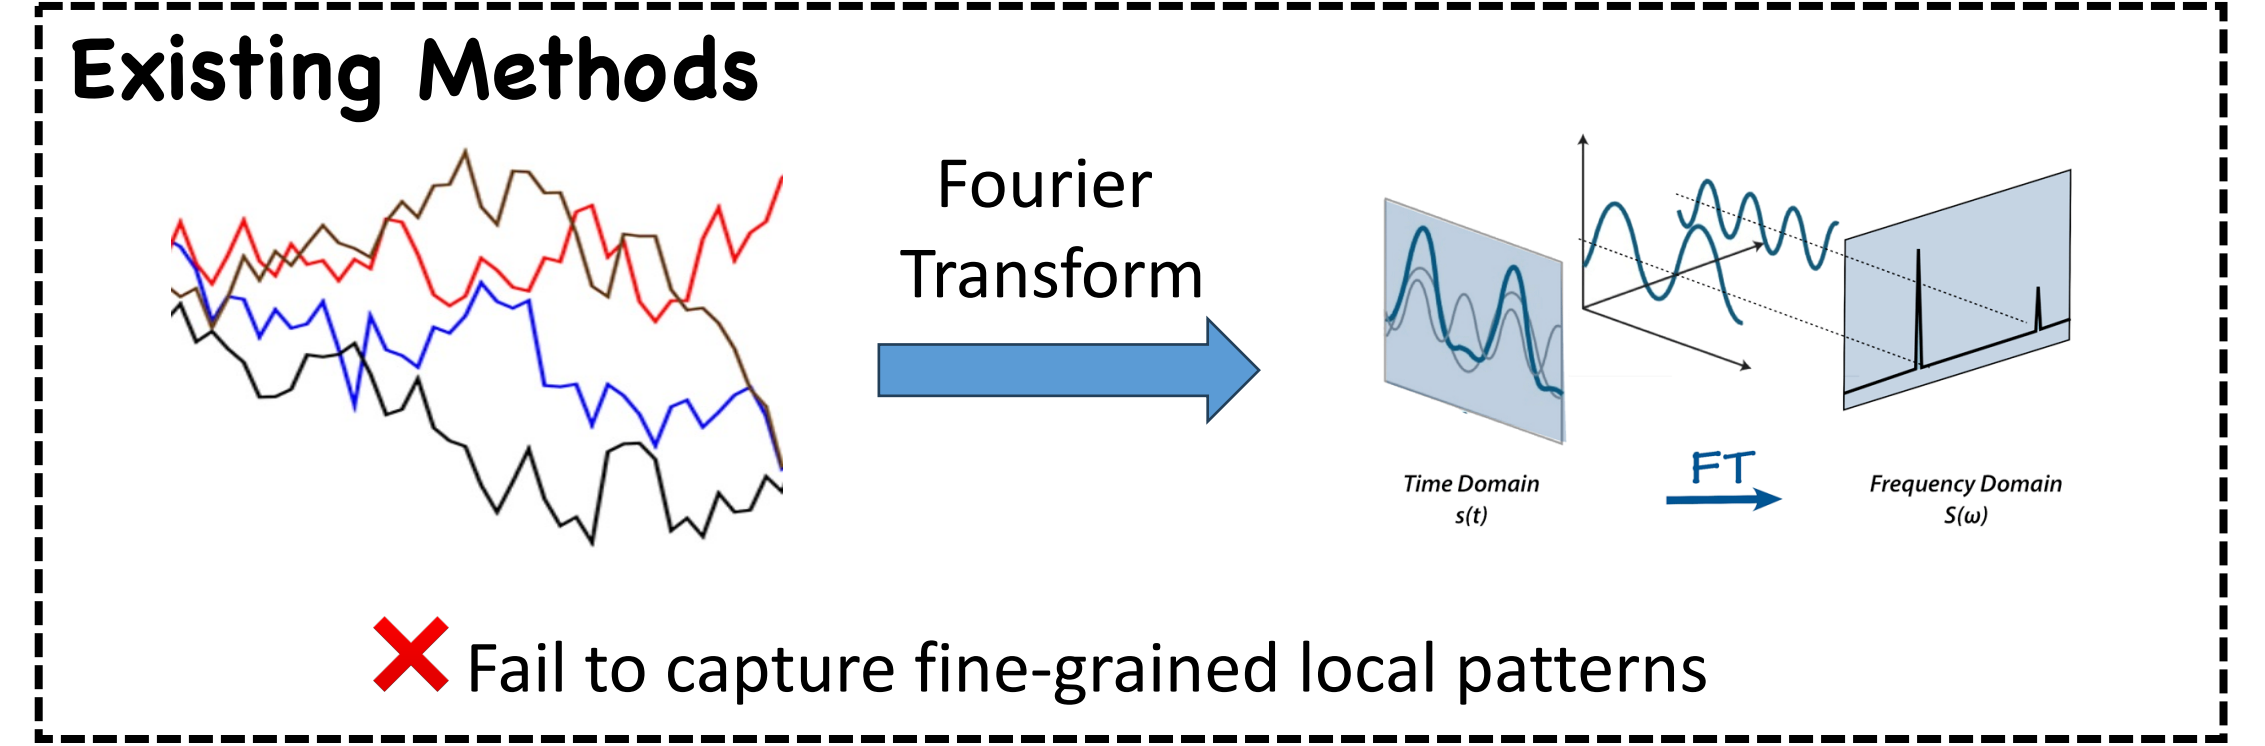 Existing Methods
Fourier
Transform
FT
Time Domain
s(t)
Frequency Domain
S(ω)
Fail to capture fine-grained local patterns